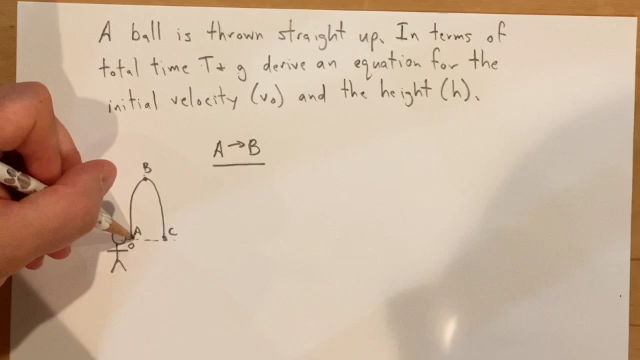 A ball is thrown straight up. In terms of
total time T & g derive an equation for the
initial velocity (v₀) and the height (h).
A→B
B
A
C
0